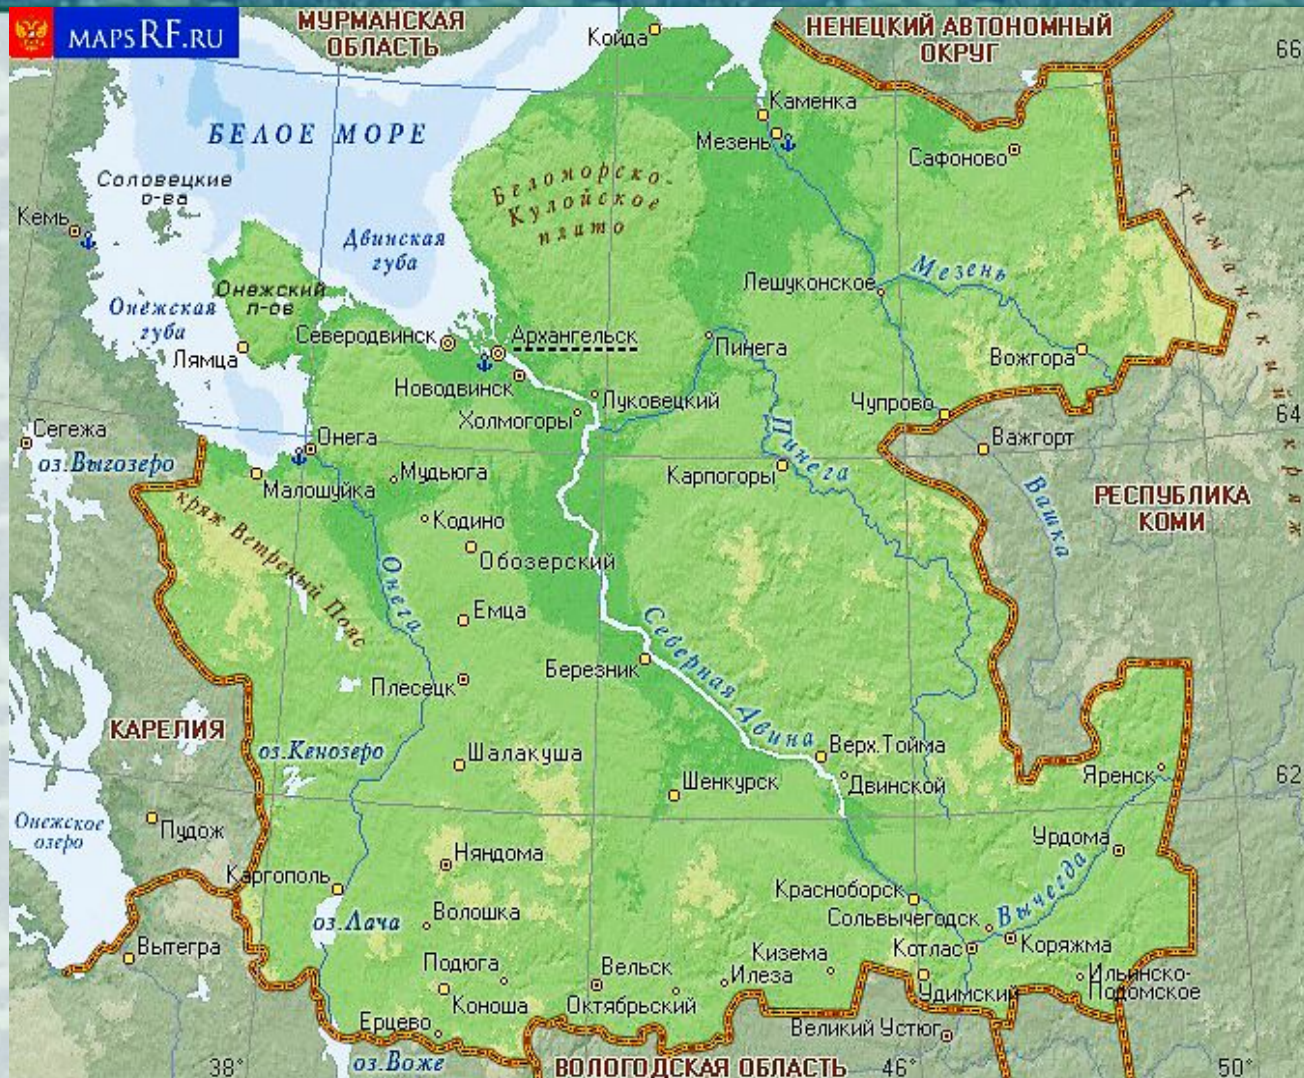 MAPSRF.RU
МУРМАНСКАЯ
ОБЛАСТЬ
НЕНЕЦКИЙ АВТОНОМНЫЙ
ОКРУГ
66
Койда
Каменка
Мезень
Сафоново
БЕЛОЕ МОРЕ
Соловецкие
о-ва
Кемь
Беломорско-
Кулойское
плато
Тиманский кряж
Двинская
губа
Онежский
п-ов
Онежская
губа
Лешуконское
Мезень
Северодвинск
Архангельск
Пинега
Вожгора
Лямца
Новодвинск
Холмогоры
Луковецкий
Чупрово
64
Сегежа
оз.Выгозеро
Онега
Важгорт
Малошуйка
Мудьюга
Карпогоры
Пинега
Вашка
РЕСПУБЛИКА
КОМИ
кряж Ветреный Пояс
Кодино
Обозерский
Онега
Емца
Северная Двина
Березник
Плесецк
КАРЕЛИЯ
оз.Кенозеро
Шалакуша
Верх.Тойма
Двинской
Шенкурск
Яренск
62
Онежское
озеро
Пудож
Урдома
Няндома
Каргополь
Красноборск
Вычегда
Сольвычегодск
оз.Лача
Волошка
Вытегра
Котлас
Коряжма
Подюга
Вельск
Кизема
Илеза
Ильинско-
Подомское
Коноша
Октябрьский
Удимский
Ерцево
Великий Устюг
38°
оз.Воже
ВОЛОГОДСКАЯ ОБЛАСТЬ
46°
50°